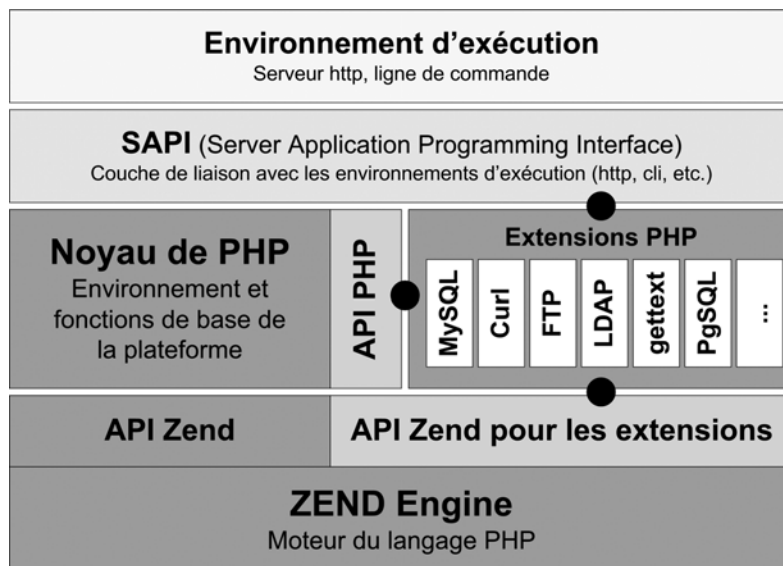 Environnement d’exécution
Serveur http, ligne de commande
SAPI (Server Application Programming Interface)
Couche de liaison avec les environnements d’exécution (http, cli, etc.)
Noyau de PHP
Environnement et
fonctions de base de
la plateforme
API PHP
Extensions PHP
MySQL
Curl
FTP
LDAP
gettext
PgSQL
...
API Zend
API Zend pour les extensions
ZEND Engine
Moteur du langage PHP